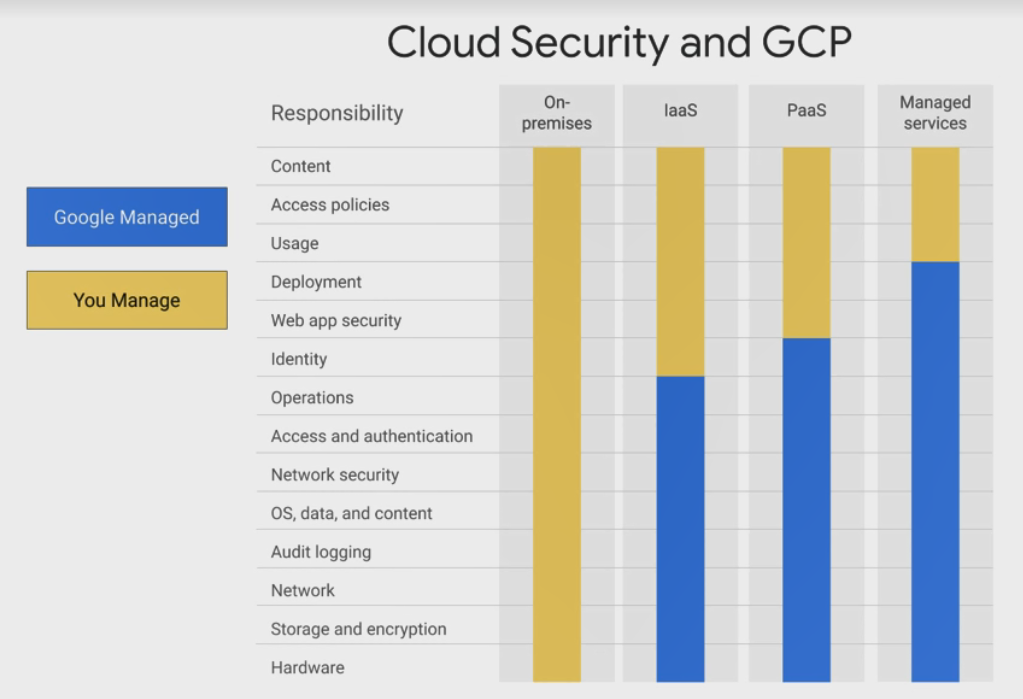 Cloud Security and GCP
Responsibility
On-
premises
IaaS
PaaS
Managed
services
Google Managed
You Manage
Content
Access policies
Usage
Deployment
Web app security
Identity
Operations
Access and authentication
Network security
OS, data, and content
Audit logging
Network
Storage and encryption
Hardware